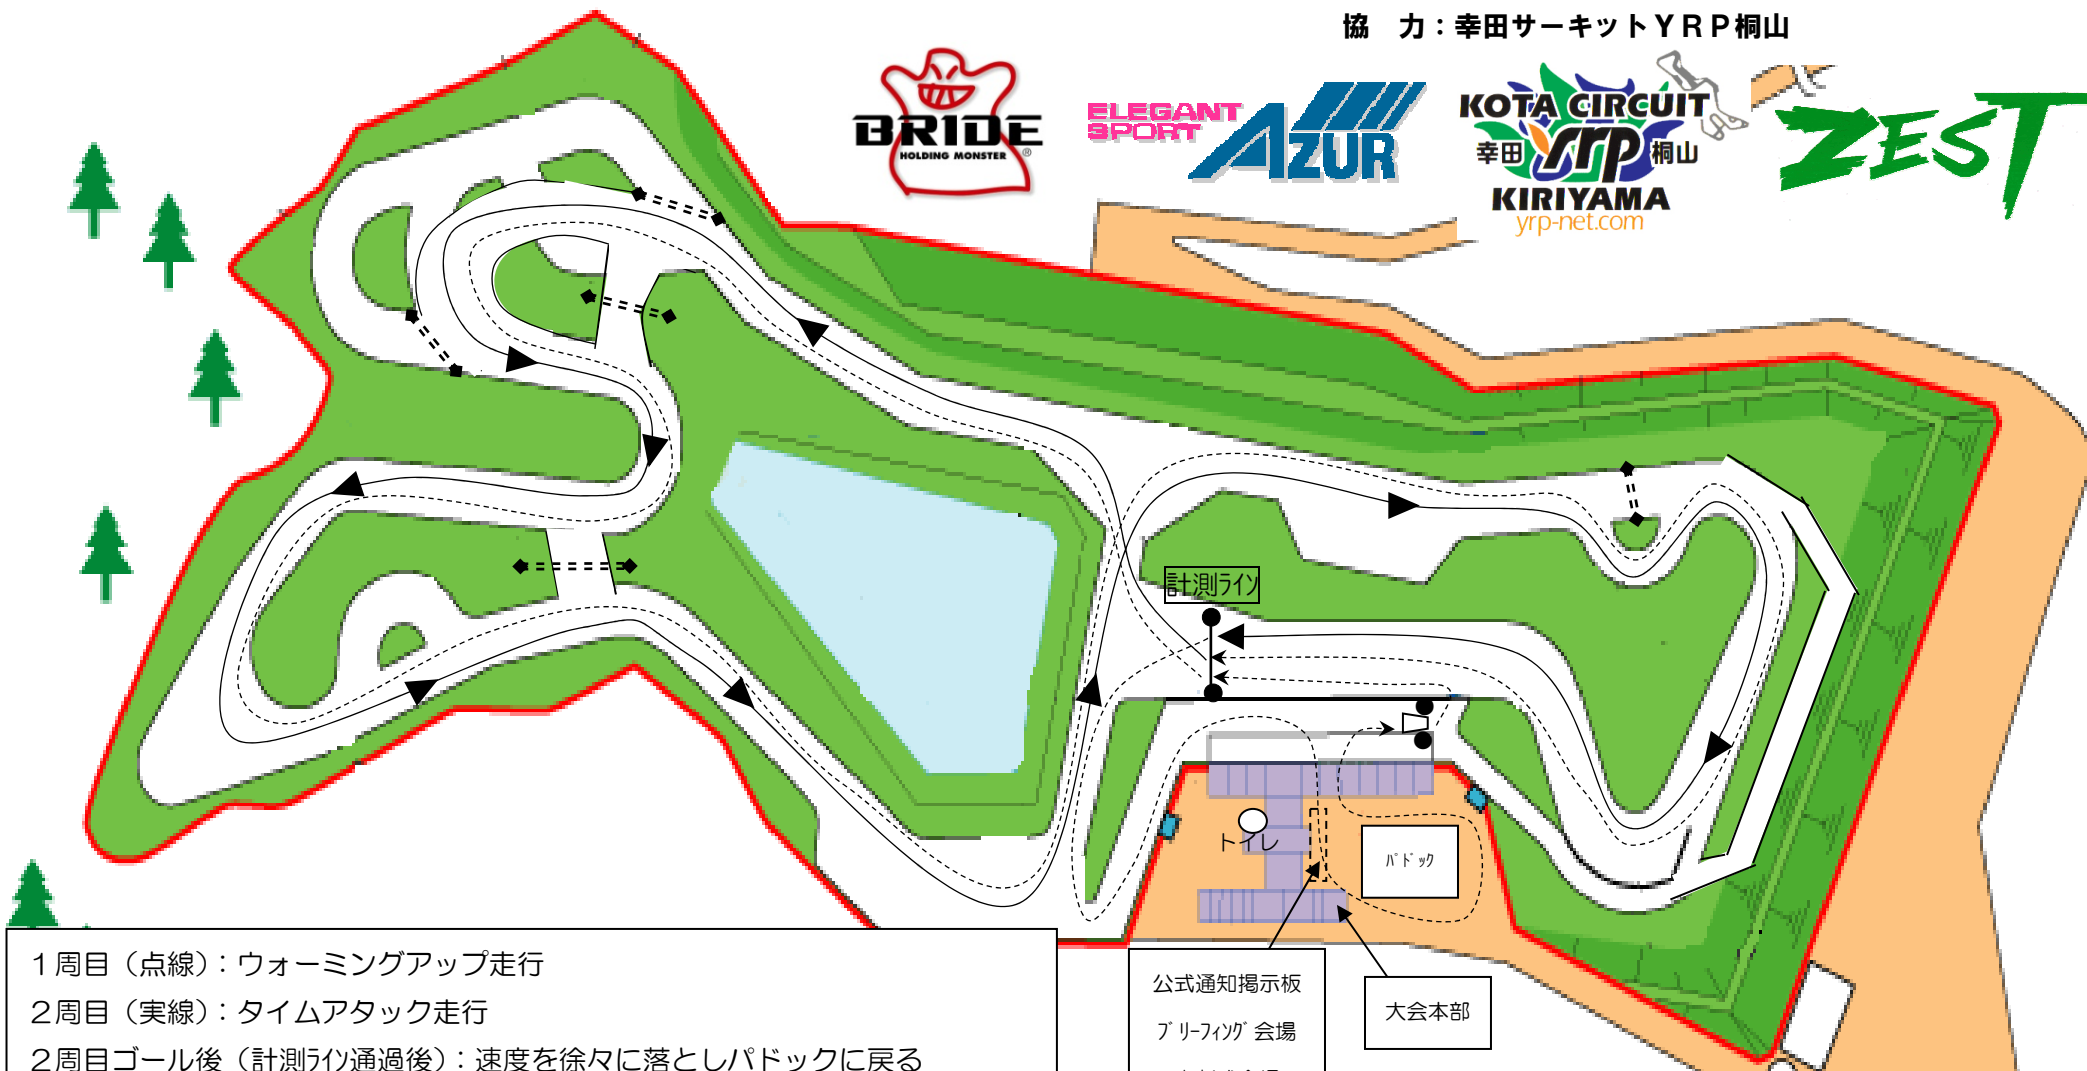 協　力：幸田サーキットＹＲＰ桐山
BRIDE
HOLDING MONSTER
®
ELEGANT
SPORT
AZUR
KOTA CIRCUIT
幸田 yrp 桐山
KIRIYAMA
yrp-net.com
ZEST
計測ﾗｲﾝ
トイレ
ﾊﾟﾄﾞｯｸ
１周目（点線）：ウォーミングアップ走行
２周目（実線）：タイムアタック走行
２周目ゴール後（計測ﾗｲﾝ通過後）：速度を徐々に落としパドックに戻る
公式通知掲示板
ﾌﾞﾘｰﾌｨﾝｸﾞ会場
大会本部